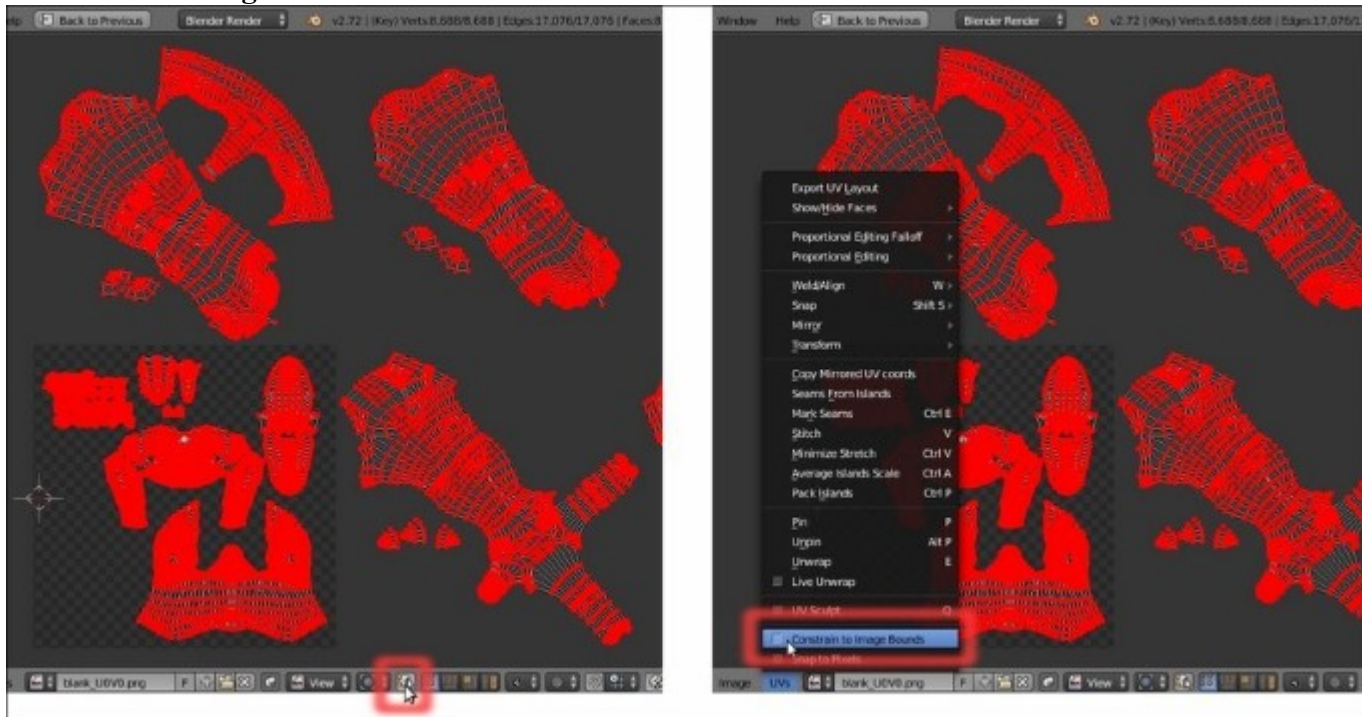 Back to Previous Blender Render v2.72 | (Key) Verts:8,688/8,688 | Edges:17,076/17,076 | Faces:8
blank_U0V0.png F View
Window Help Back to Previous Blender Render v2.72 | (Key) Verts:8,688/8,688 | Edges:17,076/1
Export UV Layout
Show/Hide Faces
Proportional Editing Falloff
Proportional Editing
Weld/Align W
Snap Shift S
Mirror
Transform
Copy Mirrored UV coords
Seams From Islands
Mark Seams Ctrl E
Stitch V
Minimize Stretch Ctrl V
Average Islands Scale Ctrl A
Pack Islands Ctrl P
Pin P
Unpin Alt P
Unwrap E
Live Unwrap
UV Sculpt Q
Constrain to Image Bounds
Snap to Pixels
Image UVs blank_U0V0.png F View